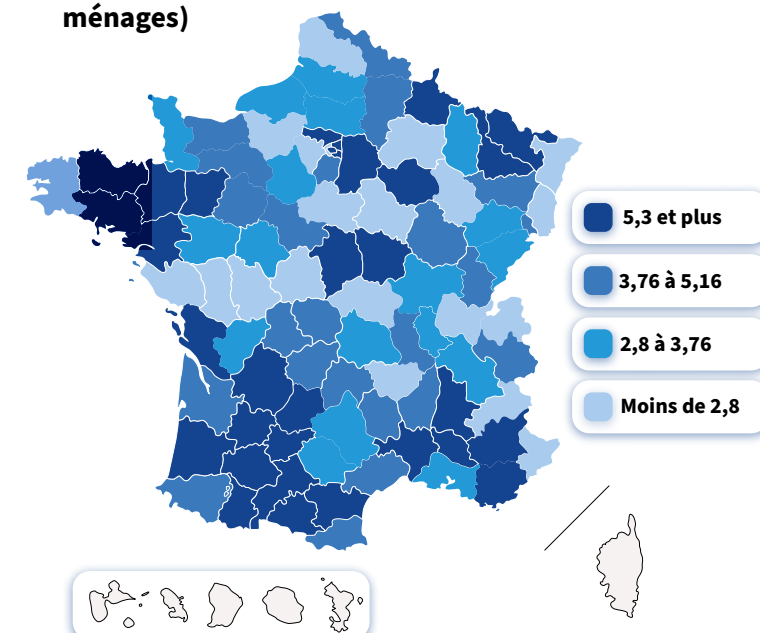 ménages)
5,3 et plus
3,76 à 5,16
2,8 à 3,76
Moins de 2,8